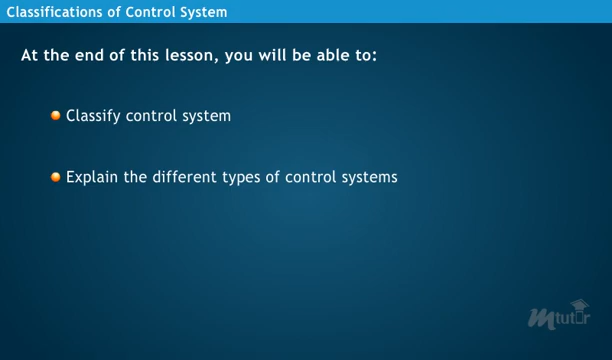 Classifications of Control System
At the end of this lesson, you will be able to:
Classify control system
Explain the different types of control systems
Mtutor